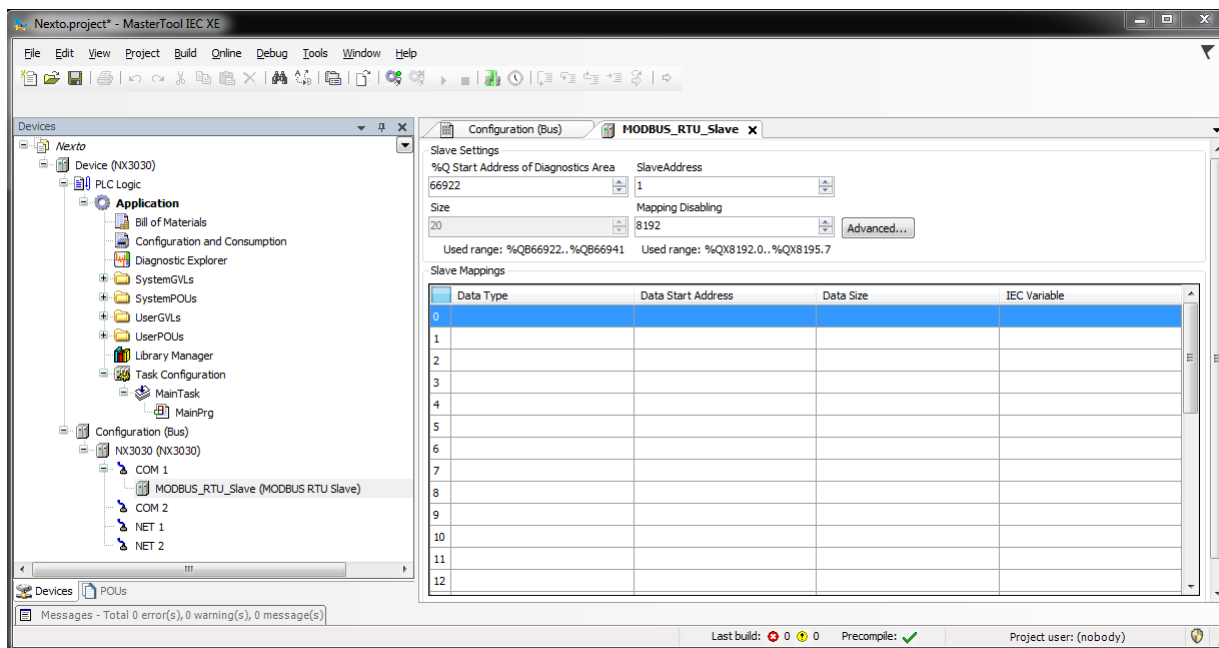 Nexto.project* - MasterTool IEC XE
File Edit View Project Build Online Debug Tools Window Help
Devices
Nexto
Device (NX3030)
PLC Logic
Application
Bill of Materials
Configuration and Consumption
Diagnostic Explorer
SystemGVLs
SystemPOUs
UserGVLs
UserPOUs
Library Manager
Task Configuration
MainTask
MainPrg
Configuration (Bus)
NX3030 (NX3030)
COM 1
MODBUS_RTU_Slave (MODBUS RTU Slave)
COM 2
NET 1
NET 2
Devices POUs
Configuration (Bus) MODBUS_RTU_Slave
Slave Settings
%Q Start Address of Diagnostics Area SlaveAddress
66922 1
Size Mapping Disabling
20 8192 Advanced...
Used range: %QB66922..%QB66941 Used range: %QX8192.0..%QX8195.7
Slave Mappings
Data Type Data Start Address Data Size IEC Variable
0
1
2
3
4
5
6
7
8
9
10
11
12
Messages - Total 0 error(s), 0 warning(s), 0 message(s)
Last build: 0 0 Precompile: Project user: (nobody)